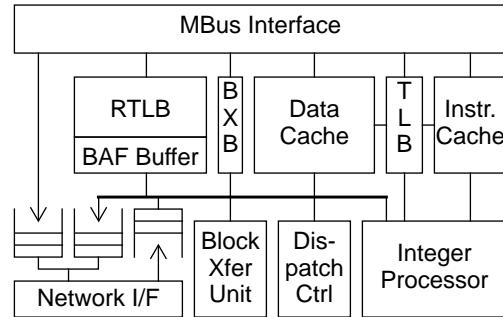 MBus Interface
RTLB
BAF Buffer
B
X
B
Data
Cache
T
L
B
Instr.
Cache
Block
Xfer
Unit
Dis-
patch
Ctrl
Integer
Processor
Network I/F